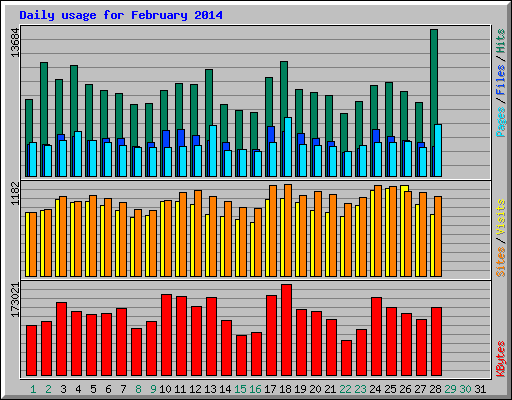 Daily usage for February 2014
13684
Pages / Files / Hits
1182
Sites / Visits
173021
KBytes
1 2 3 4 5 6 7 8 9 10 11 12 13 14 15 16 17 18 19 20 21 22 23 24 25 26 27 28 29 30 31